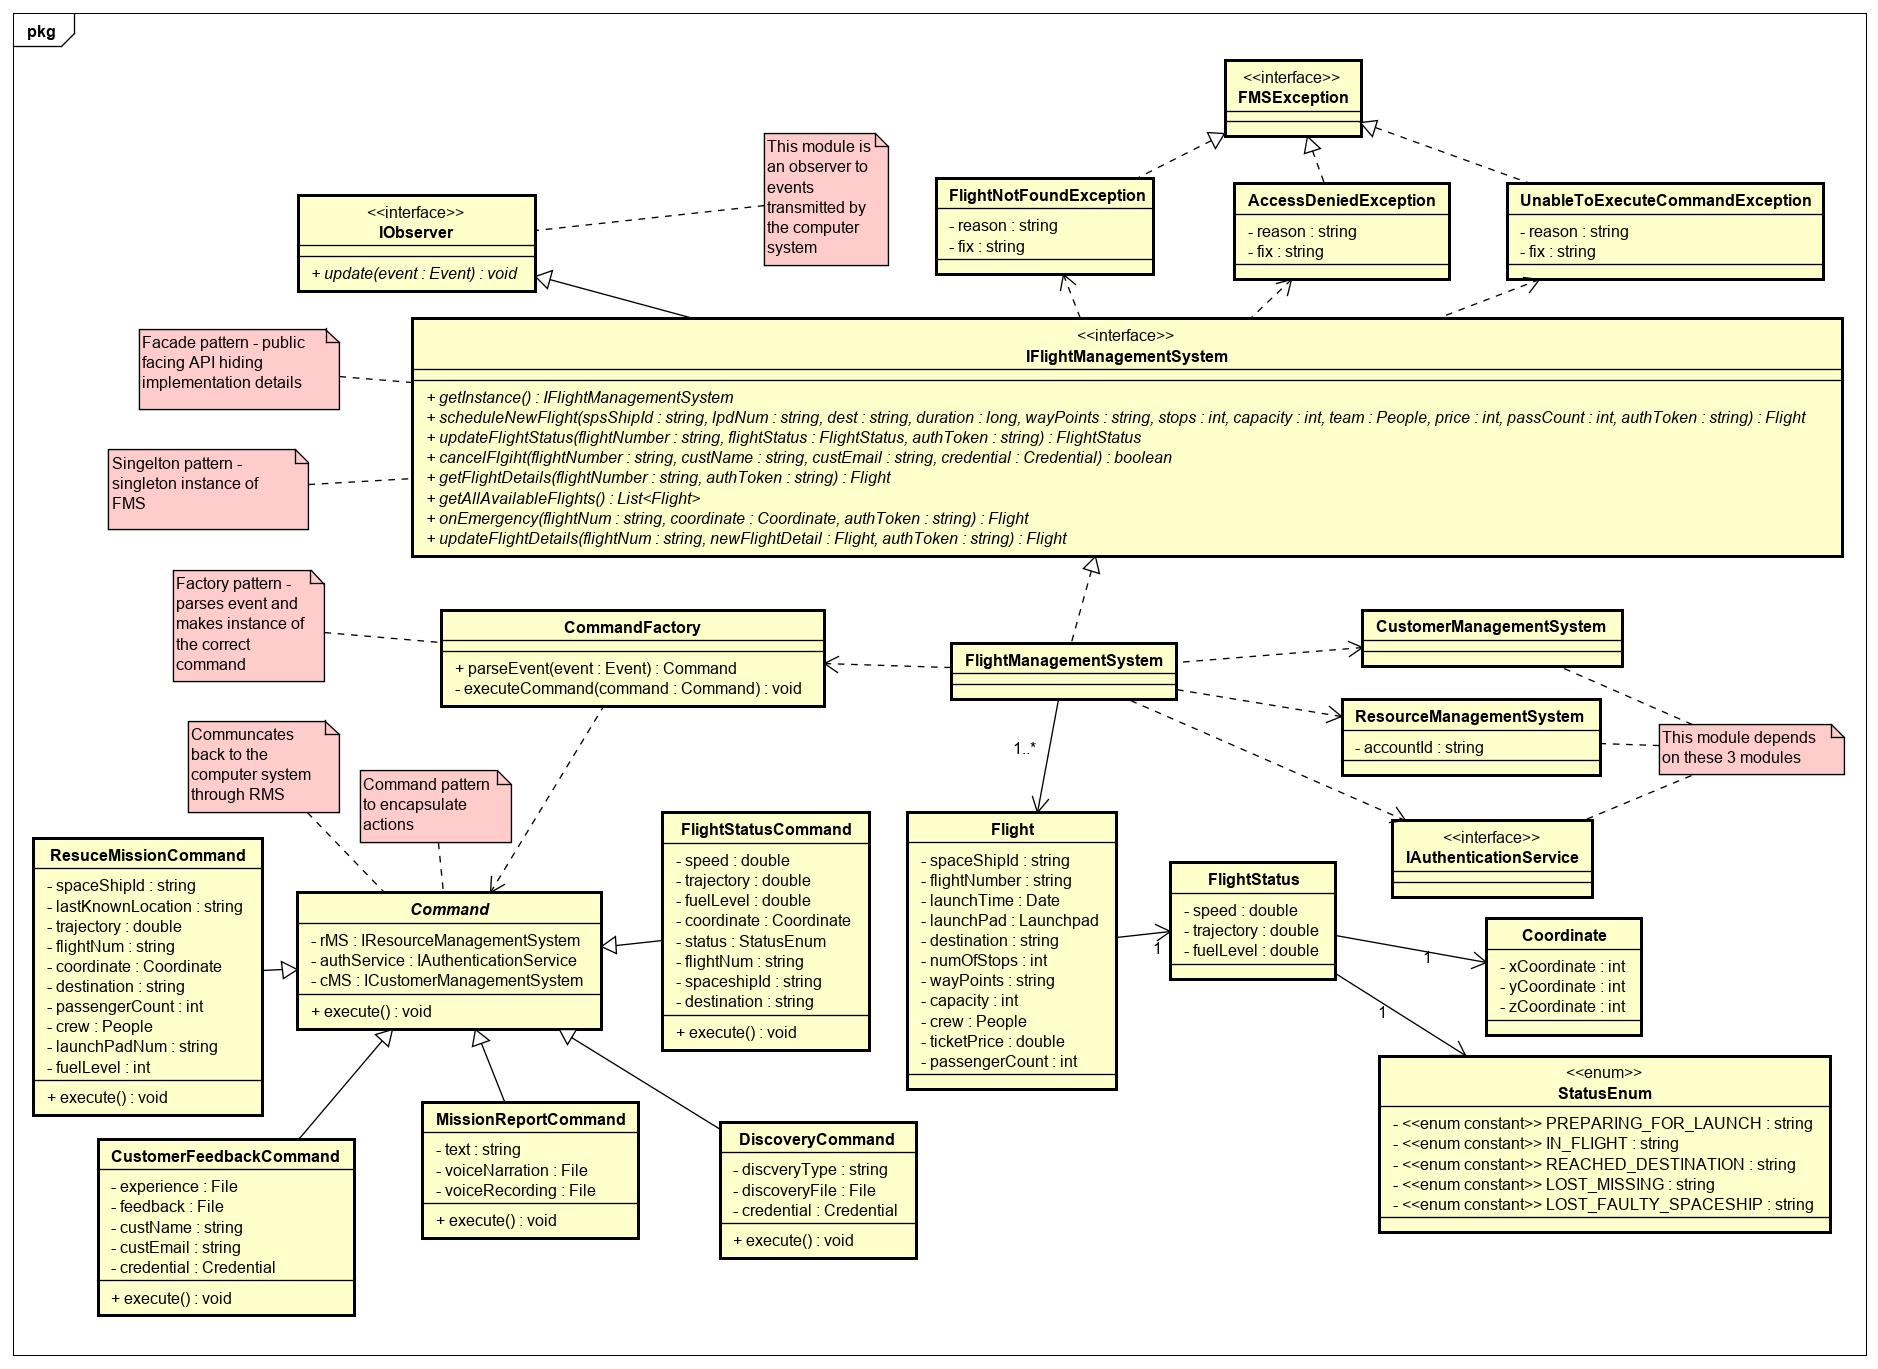 pkg
<<interface>>
FMSException
This module is
an observer to
events
transmitted by
the computer
system
<<interface>>
IObserver
+ update(event : Event) : void
FlightNotFoundException
- reason : string
- fix : string
AccessDeniedException
- reason : string
- fix : string
UnableToExecuteCommandException
- reason : string
- fix : string
Facade pattern - public
facing API hiding
implementation details
Singelton pattern -
singleton instance of
FMS
<<interface>>
IFlightManagementSystem
+ getInstance() : IFlightManagementSystem
+ scheduleNewFlight(spsShipId : string, lpdNum : string, dest : string, duration : long, wayPoints : string, stops : int, capacity : int, team : People, price : int, passCount : int, authToken : string) : Flight
+ updateFlightStatus(flightNumber : string, flightStatus : FlightStatus, authToken : string) : FlightStatus
+ cancelFlgiht(flightNumber : string, custName : string, custEmail : string, credential : Credential) : boolean
+ getFlightDetails(flightNumber : string, authToken : string) : Flight
+ getAllAvailableFlights() : List<Flight>
+ onEmergency(flightNum : string, coordinate : Coordinate, authToken : string) : Flight
+ updateFlightDetails(flightNum : string, newFlightDetail : Flight, authToken : string) : Flight
Factory pattern -
parses event and
makes instance of
the correct
command
CommandFactory
+ parseEvent(event : Event) : Command
- executeCommand(command : Command) : void
FlightManagementSystem
CustomerManagementSystem
ResourceManagementSystem
- accountId : string
This module depends
on these 3 modules
<<interface>>
IAuthenticationService
Communcates
back to the
computer system
through RMS
Command pattern
to encapsulate
actions
1..*
ResuceMissionCommand
- spaceShipId : string
- lastKnownLocation : string
- trajectory : double
- flightNum : string
- coordinate : Coordinate
- destination : string
- passengerCount : int
- crew : People
- launchPadNum : string
- fuelLevel : int
+ execute() : void
Command
- rMS : IResourceManagementSystem
- authService : IAuthenticationService
- cMS : ICustomerManagementSystem
+ execute() : void
FlightStatusCommand
- speed : double
- trajectory : double
- fuelLevel : double
- coordinate : Coordinate
- status : StatusEnum
- flightNum : string
- spaceshipId : string
- destination : string
+ execute() : void
Flight
- spaceShipId : string
- flightNumber : string
- launchTime : Date
- launchPad : Launchpad
- destination : string
- numOfStops : int
- wayPoints : string
- capacity : int
- crew : People
- ticketPrice : double
- passengerCount : int
1
FlightStatus
- speed : double
- trajectory : double
- fuelLevel : double
1
1
Coordinate
- xCoordinate : int
- yCoordinate : int
- zCoordinate : int
<<enum>>
StatusEnum
- <<enum constant>> PREPARING_FOR_LAUNCH : string
- <<enum constant>> IN_FLIGHT : string
- <<enum constant>> REACHED_DESTINATION : string
- <<enum constant>> LOST_MISSING : string
- <<enum constant>> LOST_FAULTY_SPACESHIP : string
CustomerFeedbackCommand
- experience : File
- feedback : File
- custName : string
- custEmail : string
- credential : Credential
+ execute() : void
MissionReportCommand
- text : string
- voiceNarration : File
- voiceRecording : File
+ execute() : void
DiscoveryCommand
- discveryType : string
- discoveryFile : File
- credential : Credential
+ execute() : void